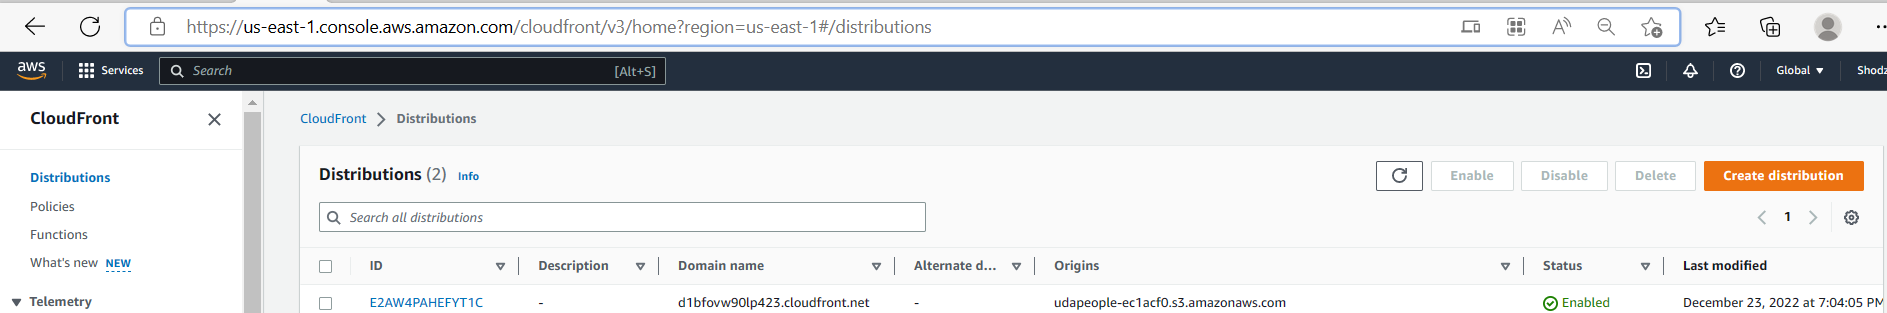 https://us-east-1.console.aws.amazon.com/cloudfront/v3/home?region=us-east-1#/distributions
aws Services Search [Alt+S] Global Shodz
CloudFront
CloudFront > Distributions
Distributions
Policies
Functions
What's new NEW
Telemetry
Distributions (2) Info Enable Disable Delete Create distribution
Search all distributions 1
ID Description Domain name Alternate d... Origins Status Last modified
E2AW4PAHEFYT1C - d1bfovw90lp423.cloudfront.net - udapeople-ec1acf0.s3.amazonaws.com Enabled December 23, 2022 at 7:04:05 PM